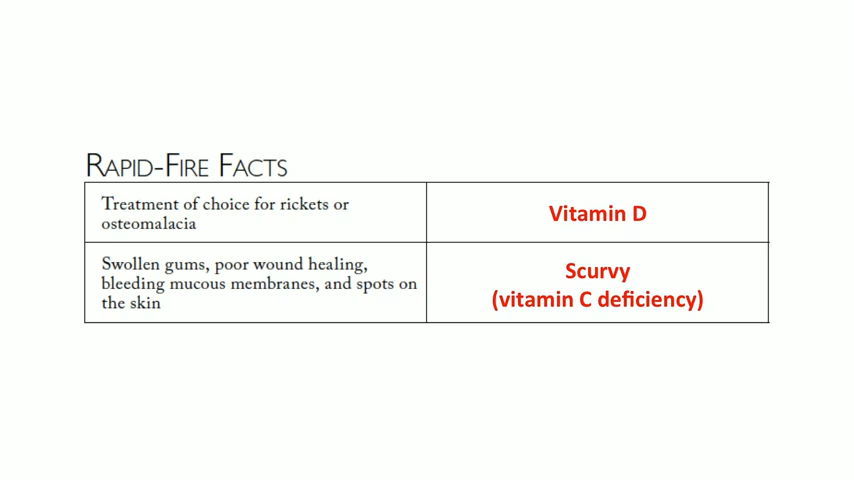 RAPID-FIRE FACTS
Treatment of choice for rickets or
osteomalacia
Vitamin D
Swollen gums, poor wound healing,
bleeding mucous membranes, and spots on
the skin
Scurvy
(vitamin C deficiency)